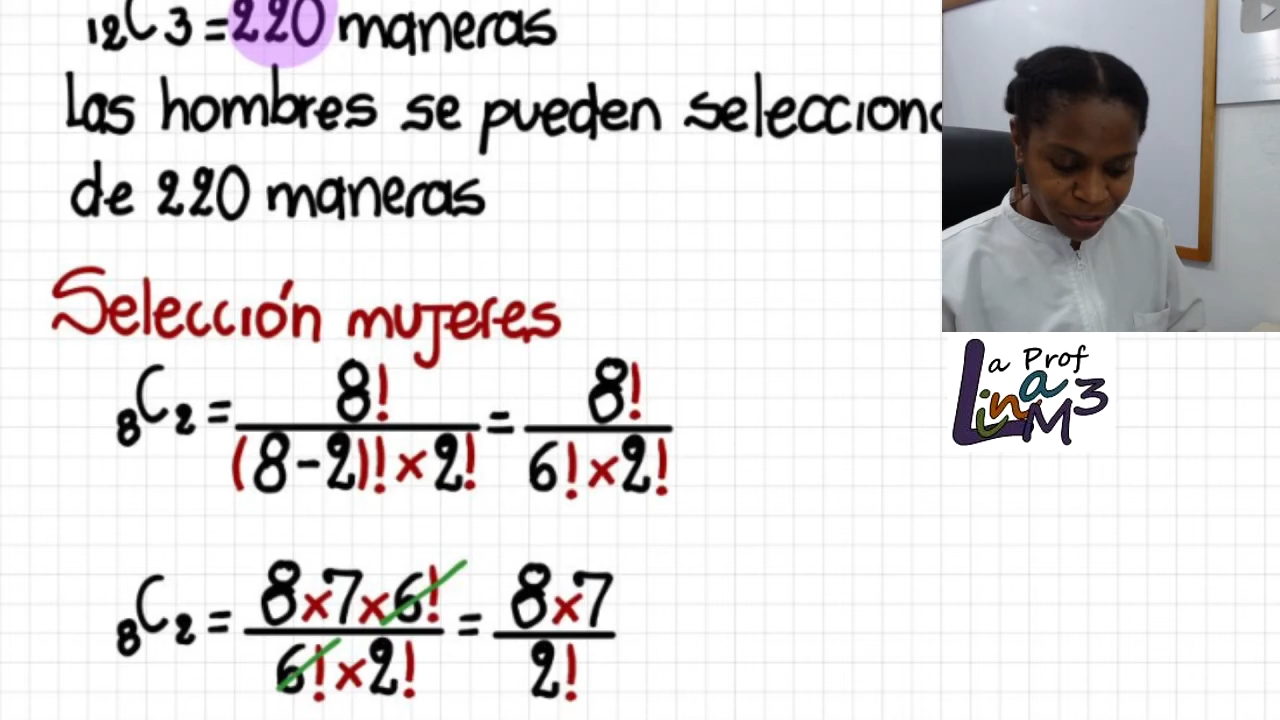 ₁₂C₃ = 220 maneras
Los hombres se pueden selecciona
de 220 maneras
Selección mujeres
₈C₂ = 8! / ((8-2)! × 2!) = 8! / (6! × 2!)
₈C₂ = (8×7×6!) / (6! × 2!) = (8×7) / 2!
La Prof
Lina M3